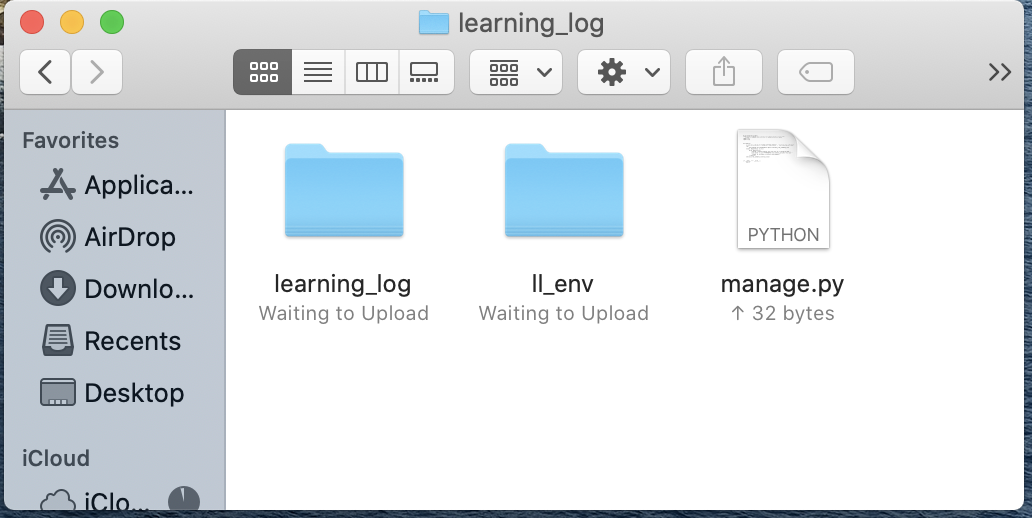 learning_log
Favorites
Applica...
AirDrop
Downlo...
Recents
Desktop
iCloud
iClo...
PYTHON
learning_log
Waiting to Upload
ll_env
Waiting to Upload
manage.py
↑ 32 bytes